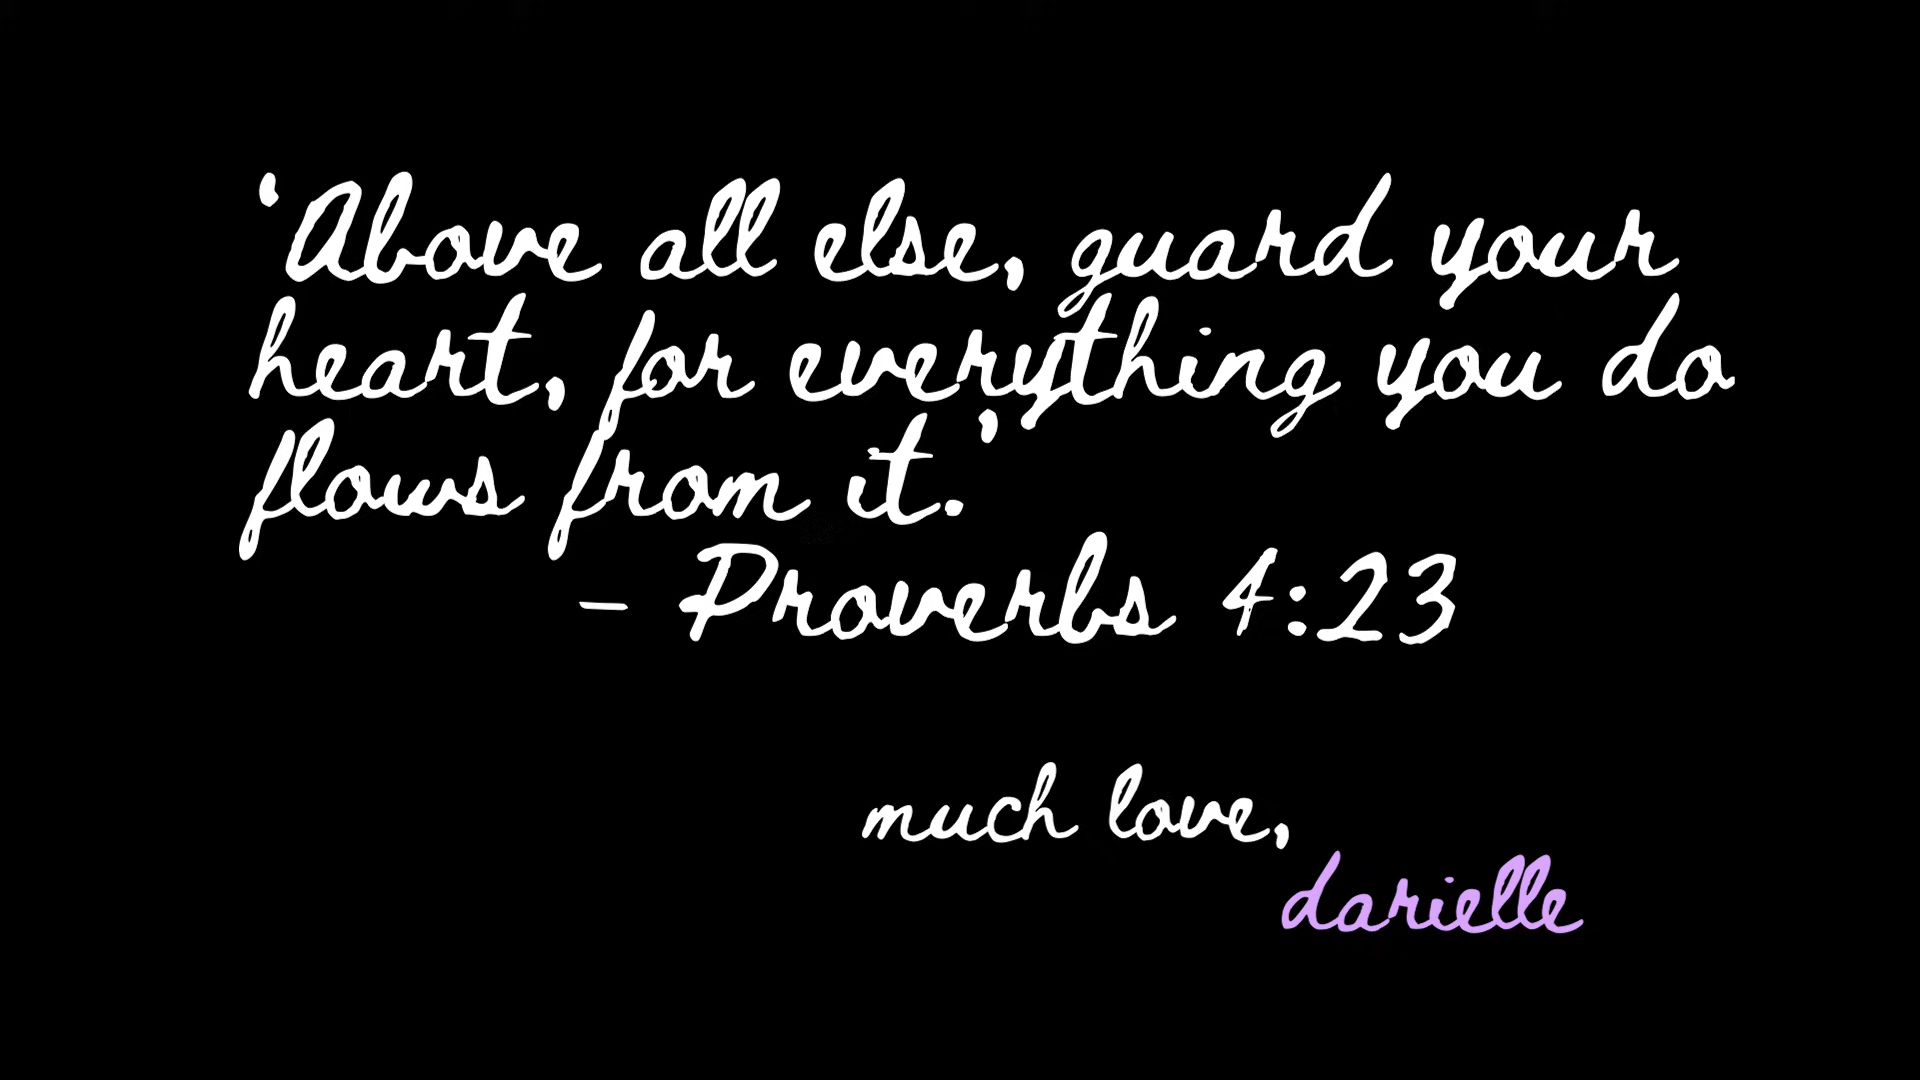 ‘Above all else, guard your
heart, for everything you do
flows from it.’
– Proverbs 4:23
much love,
darielle